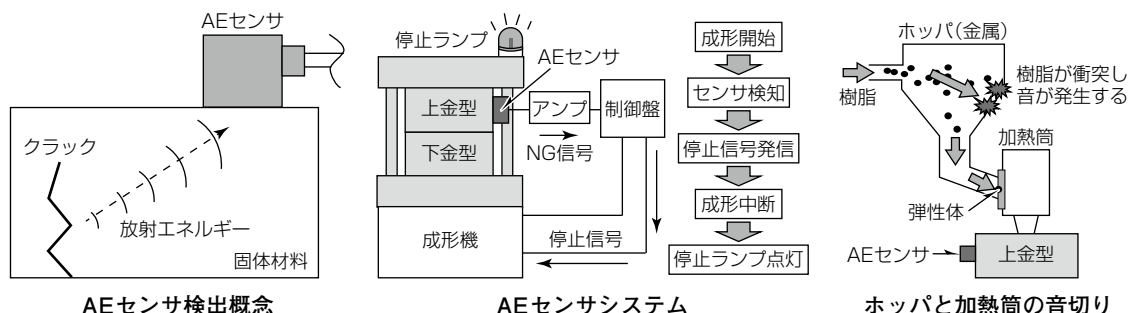 AEセンサ
クラック
放射エネルギー
固体材料
AEセンサ検出概念
停止ランプ
AEセンサ
上金型
アンプ
制御盤
下金型
NG信号
成形機
停止信号
成形開始
センサ検知
停止信号発信
成形中断
停止ランプ点灯
AEセンサシステム
ホッパ(金属)
樹脂
樹脂が衝突し
音が発生する
加熱筒
弾性体
AEセンサ
上金型
ホッパと加熱筒の音切り